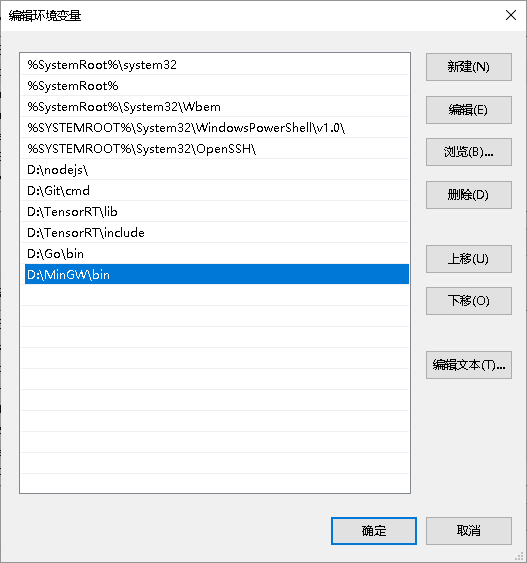 编辑环境变量
%SystemRoot%\system32
%SystemRoot%
%SystemRoot%\System32\Wbem
%SYSTEMROOT%\System32\WindowsPowerShell\v1.0\
%SYSTEMROOT%\System32\OpenSSH\
D:\nodejs\
D:\Git\cmd
D:\TensorRT\lib
D:\TensorRT\include
D:\Go\bin
D:\MinGW\bin
新建(N)
编辑(E)
浏览(B)...
删除(D)
上移(U)
下移(O)
编辑文本(T)...
确定
取消